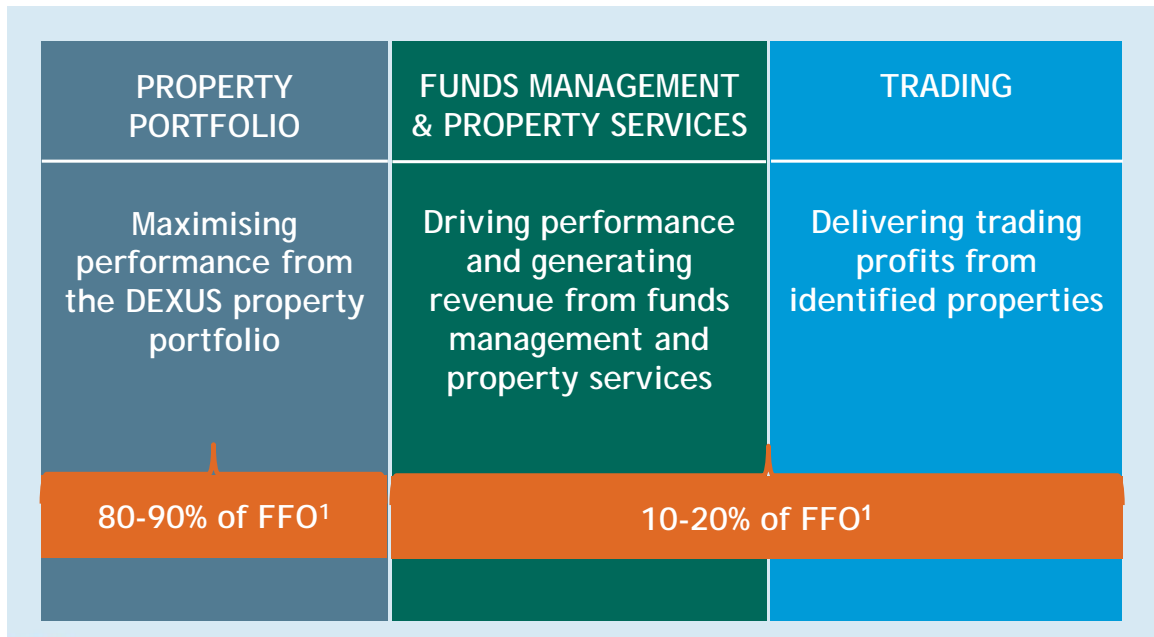 PROPERTY
PORTFOLIO
FUNDS MANAGEMENT
& PROPERTY SERVICES
TRADING
Maximising
performance from
the DEXUS property
portfolio
Driving performance
and generating
revenue from funds
management and
property services
Delivering trading
profits from
identified properties
80-90% of FFO¹
10-20% of FFO¹